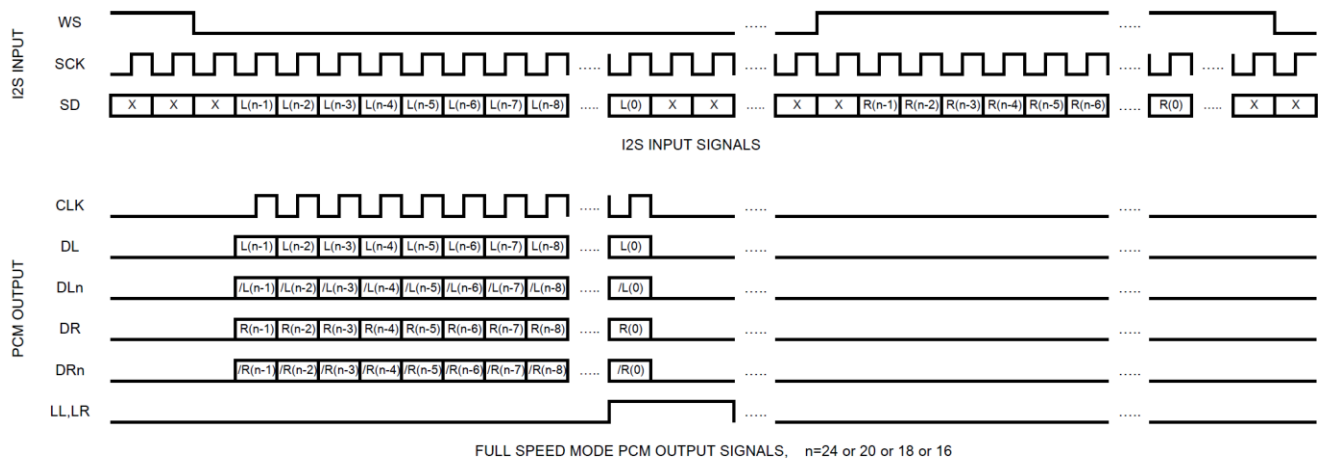 I2S INPUT
WS ..... .....
SCK ..... ..... ..... .....
SD X X X L(n-1) L(n-2) L(n-3) L(n-4) L(n-5) L(n-6) L(n-7) L(n-8) ..... L(0) X X ..... X X R(n-1) R(n-2) R(n-3) R(n-4) R(n-5) R(n-6) ..... R(0) ..... X X
I2S INPUT SIGNALS
PCM OUTPUT
CLK ..... ..... .....
DL L(n-1) L(n-2) L(n-3) L(n-4) L(n-5) L(n-6) L(n-7) L(n-8) ..... L(0) ..... .....
DLn /L(n-1) /L(n-2) /L(n-3) /L(n-4) /L(n-5) /L(n-6) /L(n-7) /L(n-8) ..... /L(0) ..... .....
DR R(n-1) R(n-2) R(n-3) R(n-4) R(n-5) R(n-6) R(n-7) R(n-8) ..... R(0) ..... .....
DRn /R(n-1) /R(n-2) /R(n-3) /R(n-4) /R(n-5) /R(n-6) /R(n-7) /R(n-8) ..... /R(0) ..... .....
LL,LR ..... .....
FULL SPEED MODE PCM OUTPUT SIGNALS, n=24 or 20 or 18 or 16